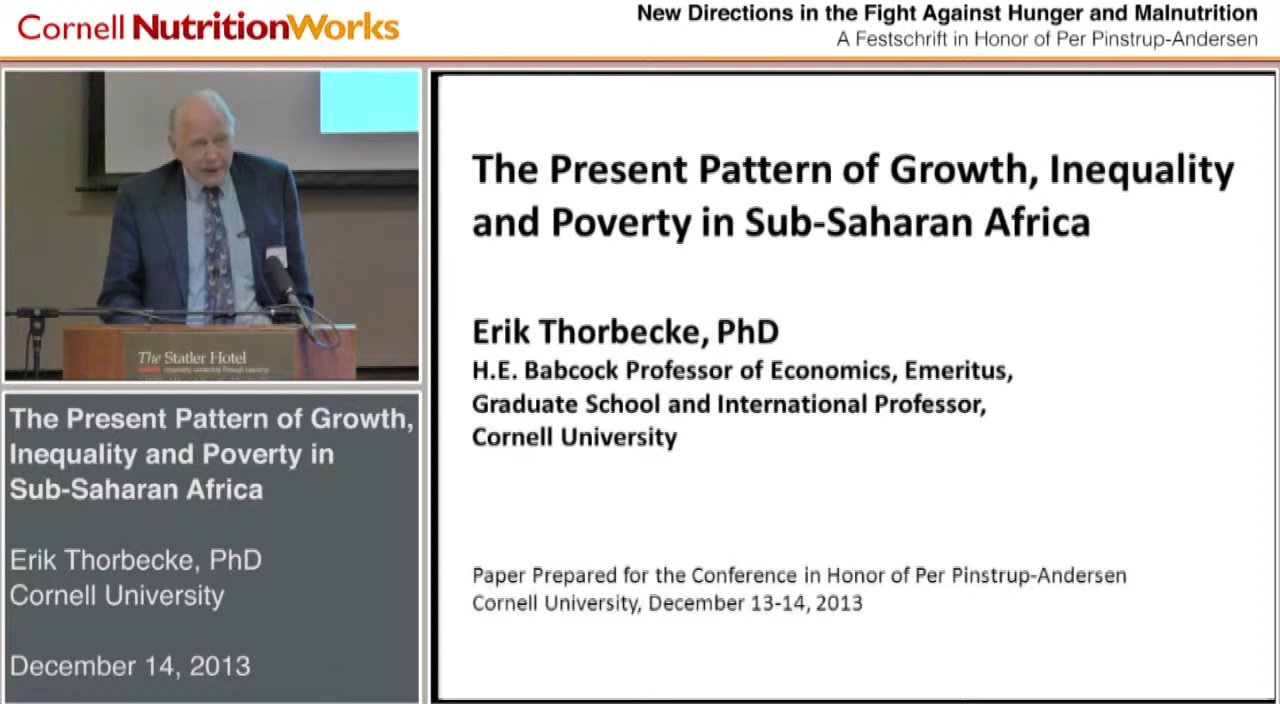 Cornell NutritionWorks
New Directions in the Fight Against Hunger and Malnutrition
A Festschrift in Honor of Per Pinstrup-Andersen
The Statler Hotel
The Present Pattern of Growth,
Inequality and Poverty in
Sub-Saharan Africa
Erik Thorbecke, PhD
Cornell University
December 14, 2013
The Present Pattern of Growth, Inequality
and Poverty in Sub-Saharan Africa
Erik Thorbecke, PhD
H.E. Babcock Professor of Economics, Emeritus,
Graduate School and International Professor,
Cornell University
Paper Prepared for the Conference in Honor of Per Pinstrup-Andersen
Cornell University, December 13-14, 2013